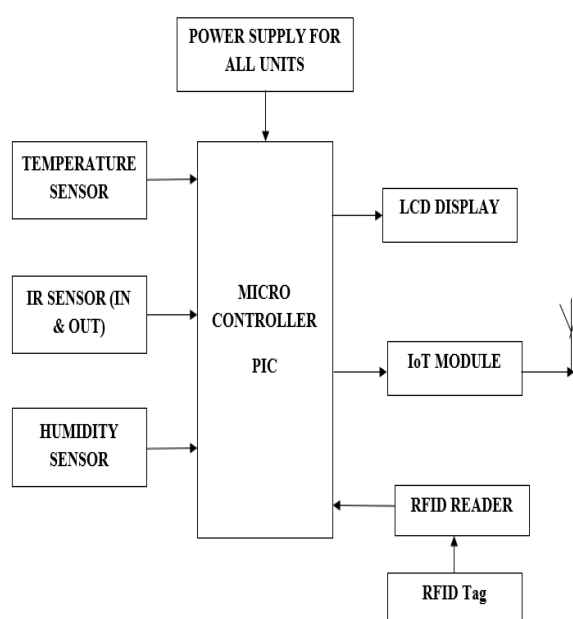 POWER SUPPLY FOR
ALL UNITS
TEMPERATURE
SENSOR
LCD DISPLAY
IR SENSOR (IN
& OUT)
MICRO
CONTROLLER
PIC
IoT MODULE
HUMIDITY
SENSOR
RFID READER
RFID Tag